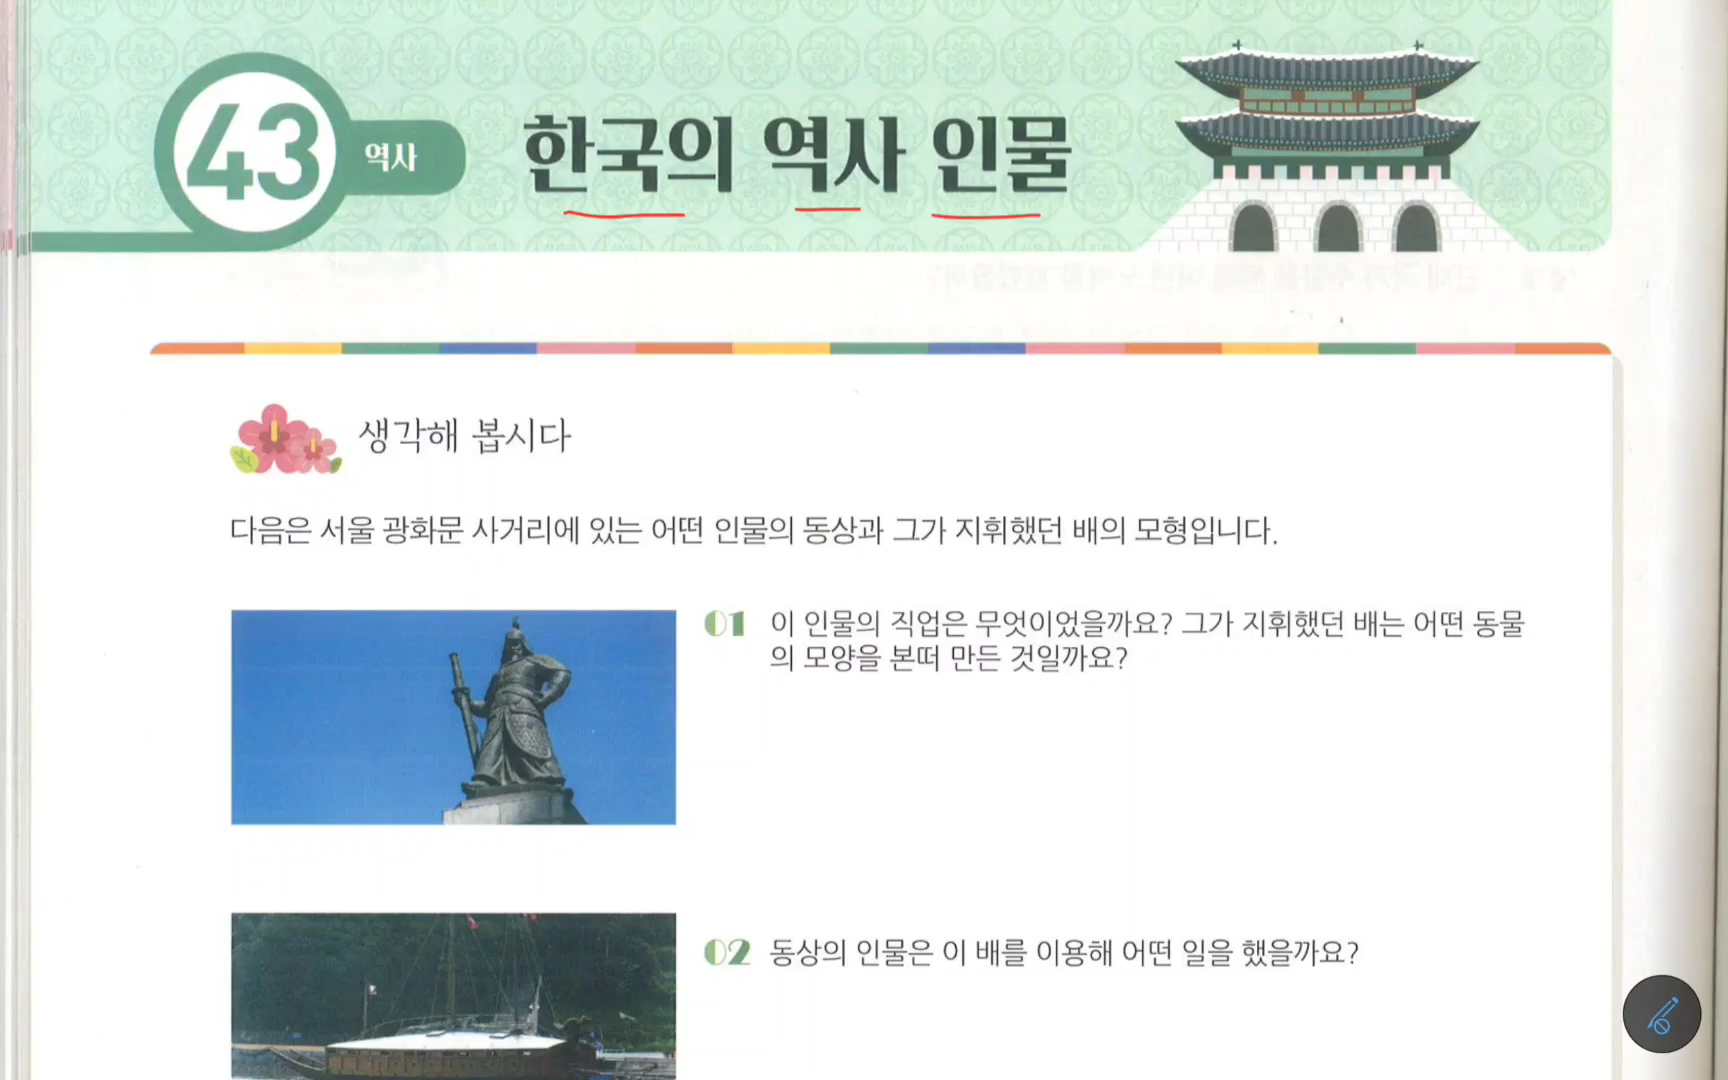 43 역사 한국의 역사 인물
생각해 봅시다
다음은 서울 광화문 사거리에 있는 어떤 인물의 동상과 그가 지휘했던 배의 모형입니다.
01 이 인물의 직업은 무엇이었을까요? 그가 지휘했던 배는 어떤 동물
의 모양을 본떠 만든 것일까요?
02 동상의 인물은 이 배를 이용해 어떤 일을 했을까요?